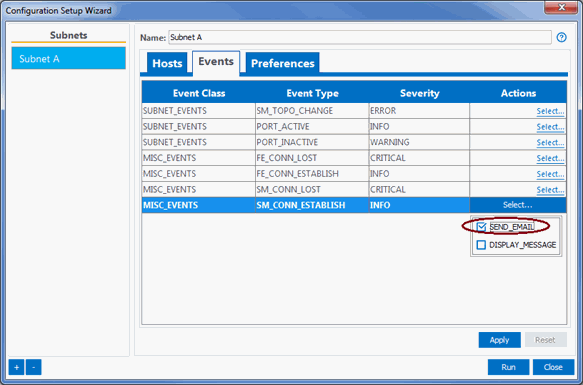 Configuration Setup Wizard
Subnets
Subnet A
Name: Subnet A
Hosts Events Preferences
Event Class Event Type Severity Actions
SUBNET_EVENTS SM_TOPO_CHANGE ERROR Select...
SUBNET_EVENTS PORT_ACTIVE INFO Select...
SUBNET_EVENTS PORT_INACTIVE WARNING Select...
MISC_EVENTS FE_CONN_LOST CRITICAL Select...
MISC_EVENTS FE_CONN_ESTABLISH INFO Select...
MISC_EVENTS SM_CONN_LOST CRITICAL Select...
MISC_EVENTS SM_CONN_ESTABLISH INFO Select...
SEND_EMAIL
DISPLAY_MESSAGE
Apply Reset
+ - Run Close